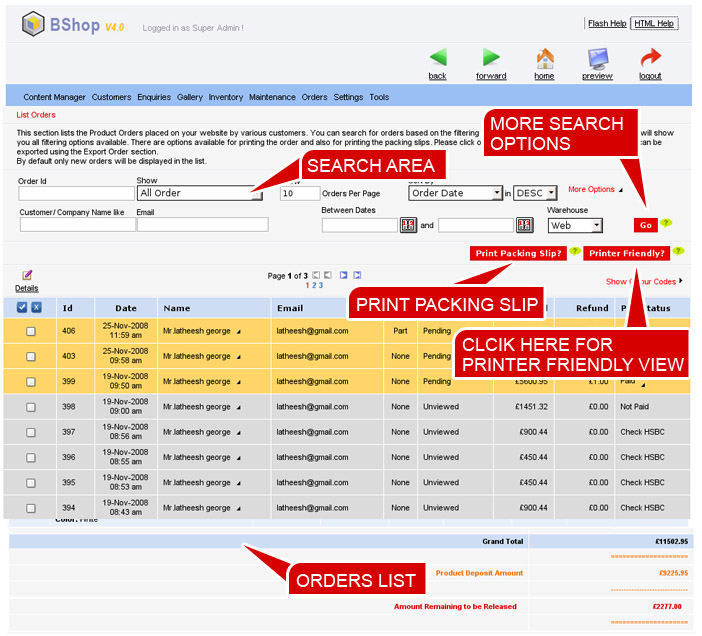 BShop V4.0
Logged in as Super Admin !
Flash Help HTML Help
back forward home preview logout
Content Manager Customers Enquiries Gallery Inventory Maintenance Orders Settings Tools
List Orders
MORE SEARCH
OPTIONS
This section lists the Product Orders placed on your website by various customers. You can search for orders based on the filtering will show
you all filtering options available. There are options available for printing the order and also for printing the packing slips. Please click can be
exported using the Export Order section.
By default only new orders will be displayed in the list.
SEARCH AREA
Order Id Show
All Order 10 Orders Per Page Order Date in DESC More Options
Customer/ Company Name like Email Between Dates Warehouse
and Web Go ?
Print Packing Slip? ? Printer Friendly? ?
Details
Page 1 of 3
1 2 3
PRINT PACKING SLIP
CLCIK HERE FOR
PRINTER FRIENDLY VIEW
Id Date Name Email Refund
406 25-Nov-2008 11:59 am Mr.latheesh george latheesh@gmail.com Part Pending
403 25-Nov-2008 09:58 am Mr.latheesh george latheesh@gmail.com None Pending
399 19-Nov-2008 09:50 am Mr.latheesh george latheesh@gmail.com None Pending £5600.95 £1.00 Paid
398 19-Nov-2008 09:00 am Mr.latheesh george latheesh@gmail.com None Unviewed £1451.32 £0.00 Not Paid
397 19-Nov-2008 08:56 am Mr.latheesh george latheesh@gmail.com None Unviewed £900.44 £0.00 Check HSBC
396 19-Nov-2008 08:55 am Mr.latheesh george latheesh@gmail.com None Unviewed £450.44 £0.00 Check HSBC
395 19-Nov-2008 08:53 am Mr.latheesh george latheesh@gmail.com None Unviewed £450.44 £0.00 Check HSBC
394 19-Nov-2008 08:43 am Mr.latheesh george latheesh@gmail.com None Unviewed £900.44 £0.00 Check HSBC
Grand Total £11502.95
ORDERS LIST
Product Deposit Amount £9225.95
Amount Remaining to be Released £2277.00